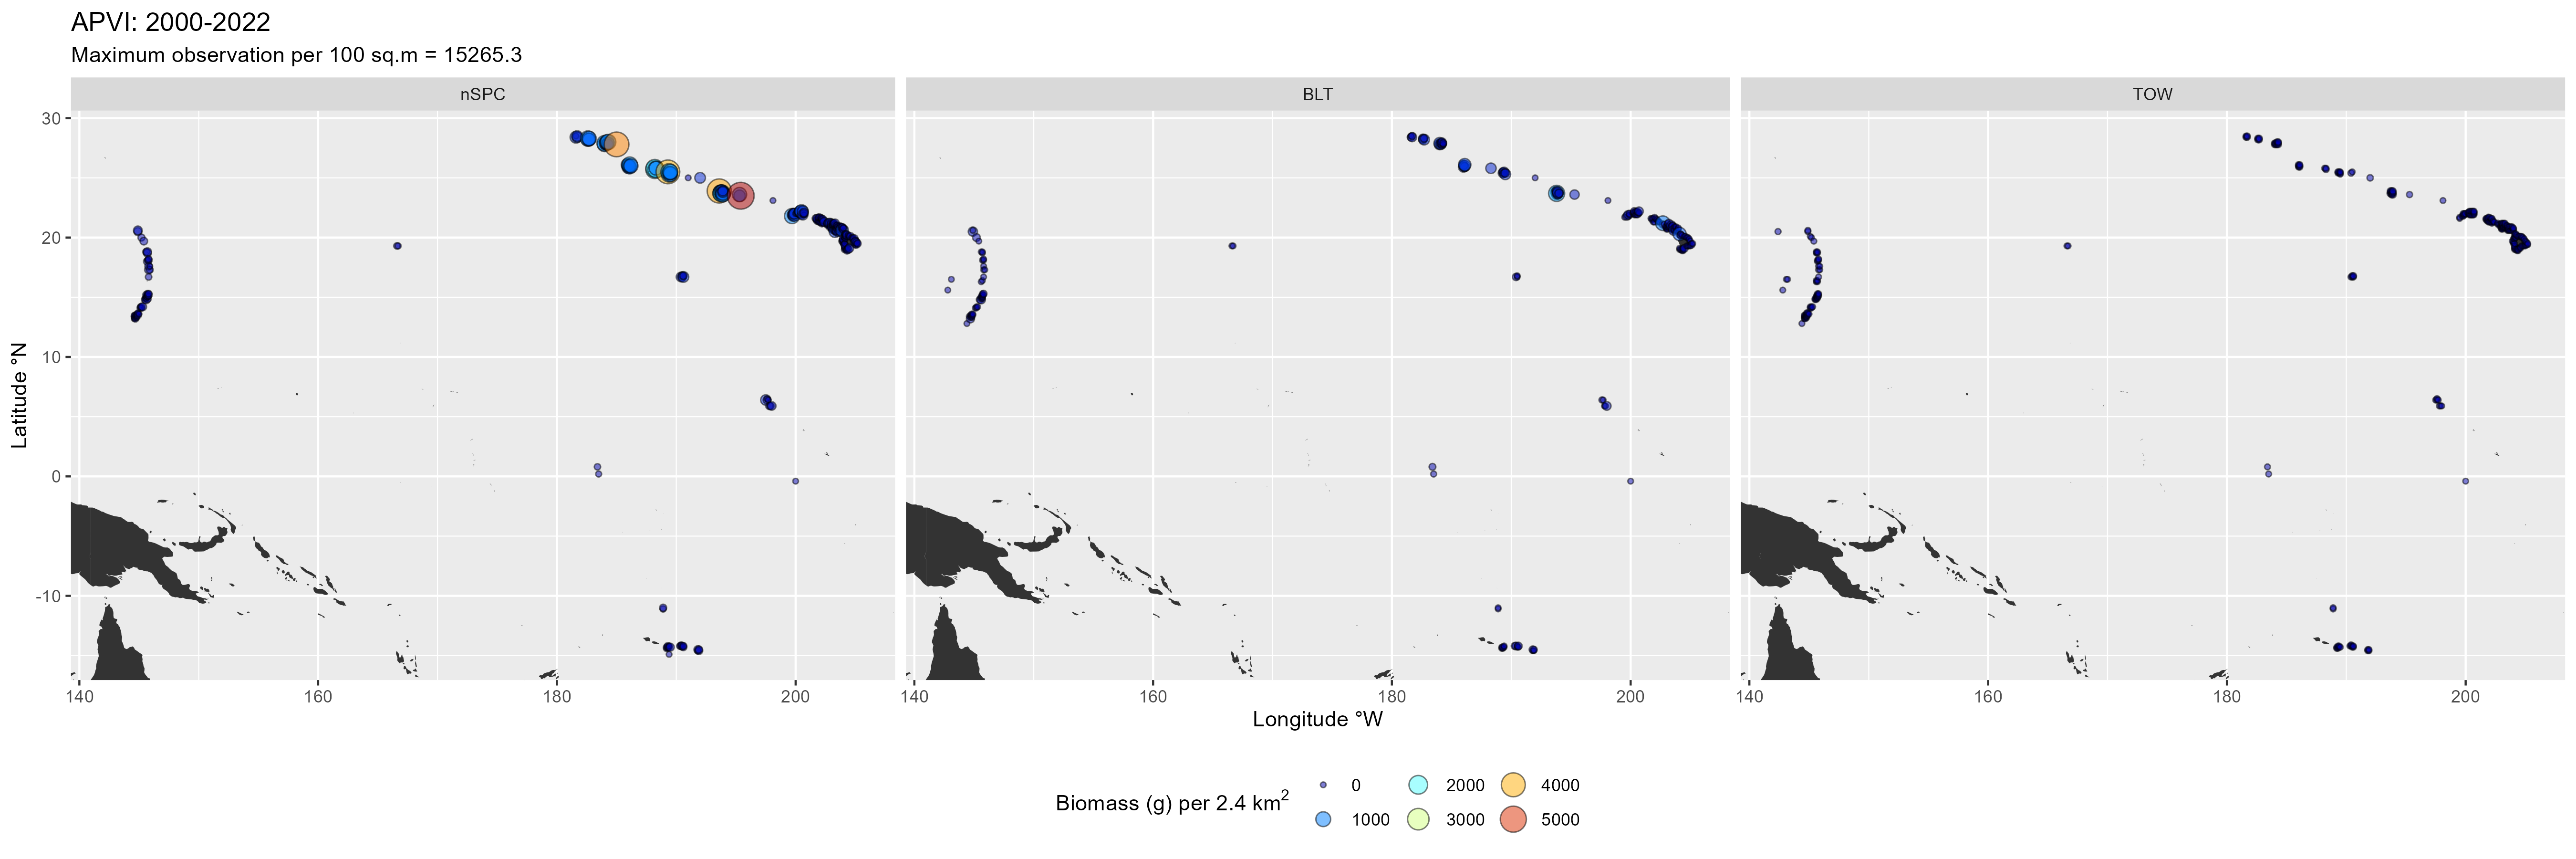 APVI: 2000-2022
Maximum observation per 100 sq.m = 15265.3
nSPC
BLT
TOW
Latitude °N
30
20
10
0
-10
140 160 180 200
140 160 180 200
140 160 180 200
Longitude °W
Biomass (g) per 2.4 km²
0 2000 4000
1000 3000 5000